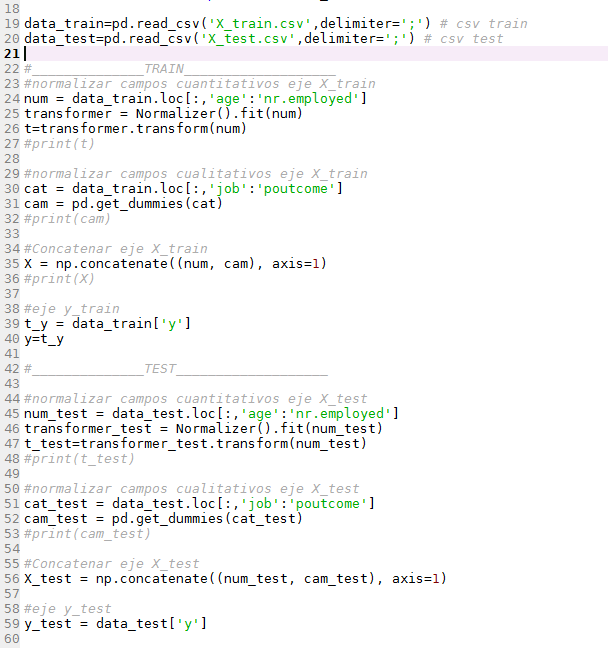 18
19 data_train=pd.read_csv('X_train.csv',delimiter=';') # csv train
20 data_test=pd.read_csv('X_test.csv',delimiter=';') # csv test
21
22 #______________TRAIN___________________
23 #normalizar campos cuantitativos eje X_train
24 num = data_train.loc[:,'age':'nr.employed']
25 transformer = Normalizer().fit(num)
26 t=transformer.transform(num)
27 #print(t)
28
29 #normalizar campos cualitativos eje X_train
30 cat = data_train.loc[:,'job':'poutcome']
31 cam = pd.get_dummies(cat)
32 #print(cam)
33
34 #Concatenar eje X_train
35 X = np.concatenate((num, cam), axis=1)
36 #print(X)
37
38 #eje y_train
39 t_y = data_train['y']
40 y=t_y
41
42 #______________TEST___________________
43
44 #normalizar campos cuantitativos eje X_test
45 num_test = data_test.loc[:,'age':'nr.employed']
46 transformer_test = Normalizer().fit(num_test)
47 t_test=transformer_test.transform(num_test)
48 #print(t_test)
49
50 #normalizar campos cualitativos eje X_test
51 cat_test = data_test.loc[:,'job':'poutcome']
52 cam_test = pd.get_dummies(cat_test)
53 #print(cam_test)
54
55 #Concatenar eje X_test
56 X_test = np.concatenate((num_test, cam_test), axis=1)
57
58 #eje y_test
59 y_test = data_test['y']
60